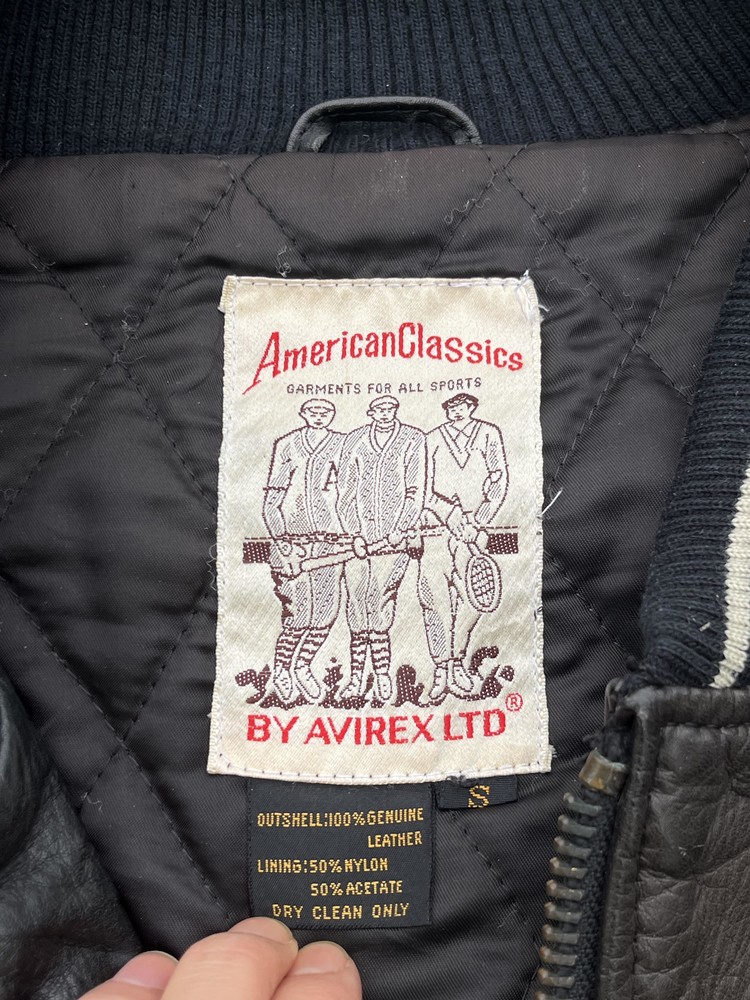 AmericanClassics
GARMENTS FOR ALL SPORTS
A
BY AVIREX LTD®
S
OUTSHELL:100%GENUINE
LEATHER
LINING:50%NYLON
50%ACETATE
DRY CLEAN ONLY